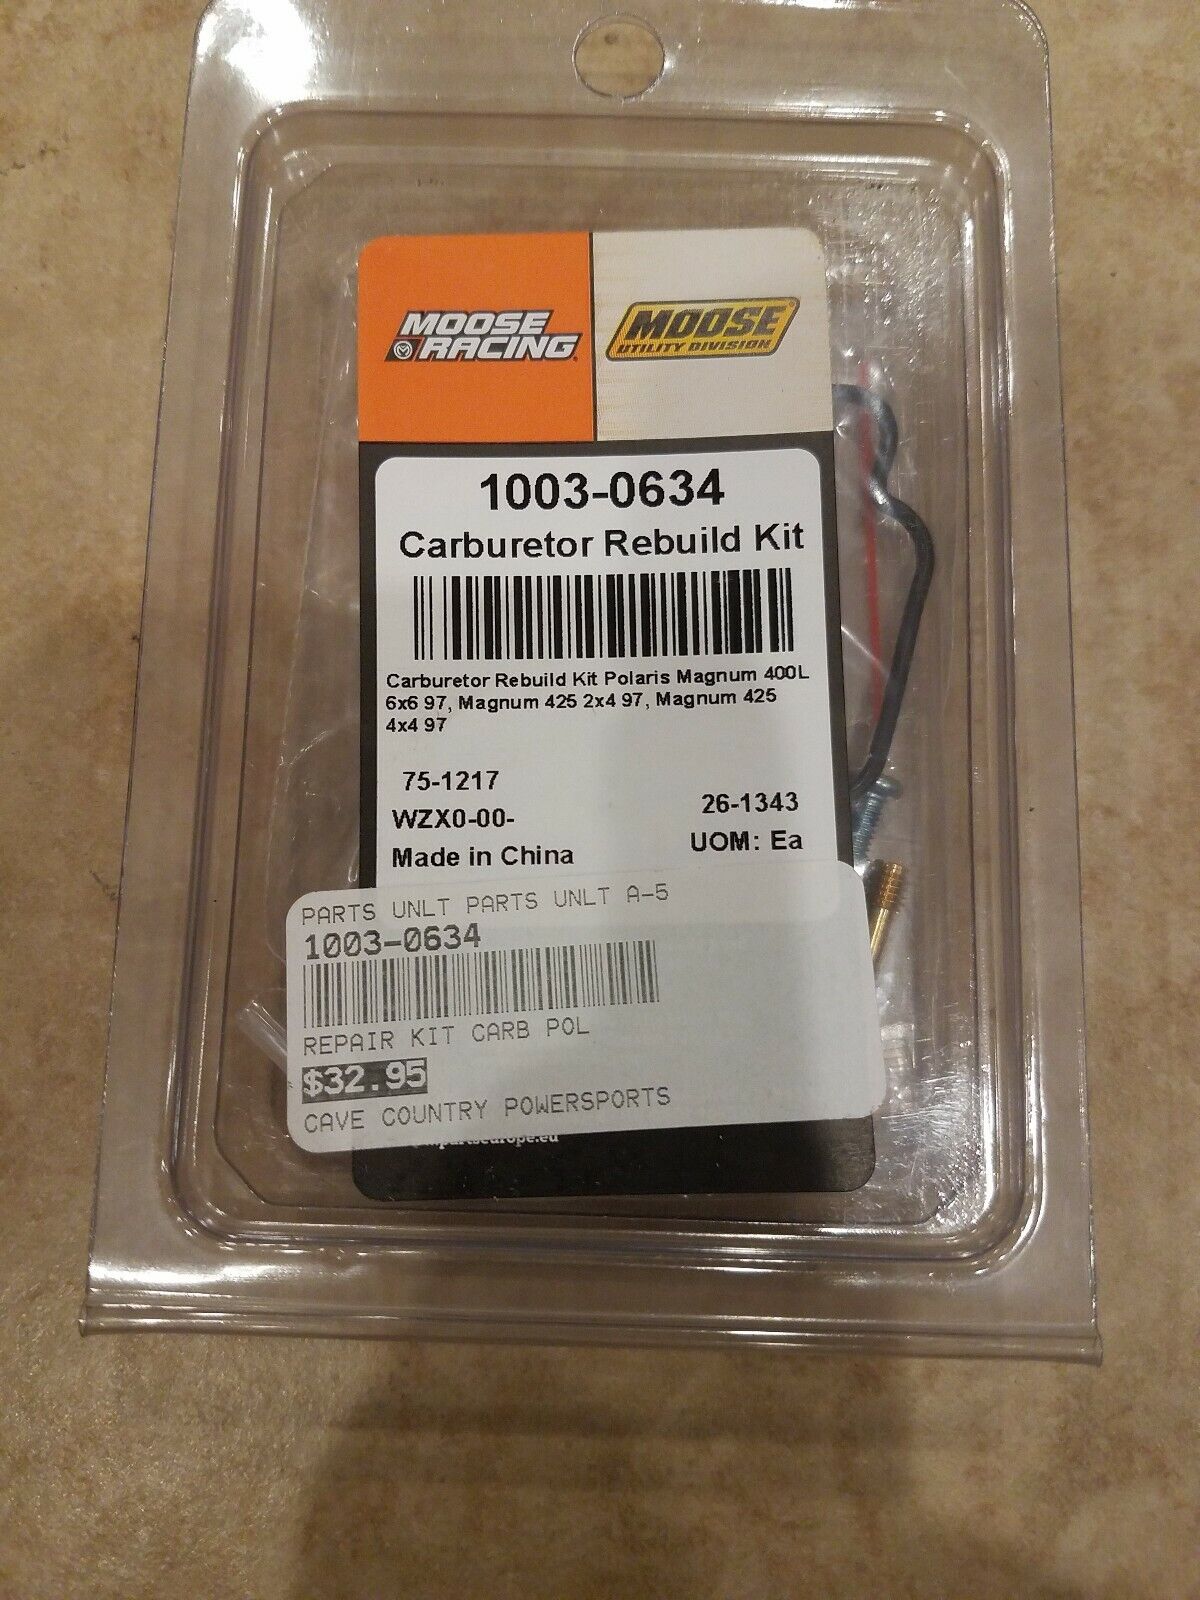 MOOSE
RACING
MOOSE
UTILITY DIVISION
1003-0634
Carburetor Rebuild Kit
Carburetor Rebuild Kit Polaris Magnum 400L
6x6 97, Magnum 425 2x4 97, Magnum 425
4x4 97
75-1217
WZX0-00-
26-1343
Made in China
UOM: Ea
PARTS UNLT PARTS UNLT A-5
1003-0634
REPAIR KIT CARB POL
$32.95
CAVE COUNTRY POWERSPORTS